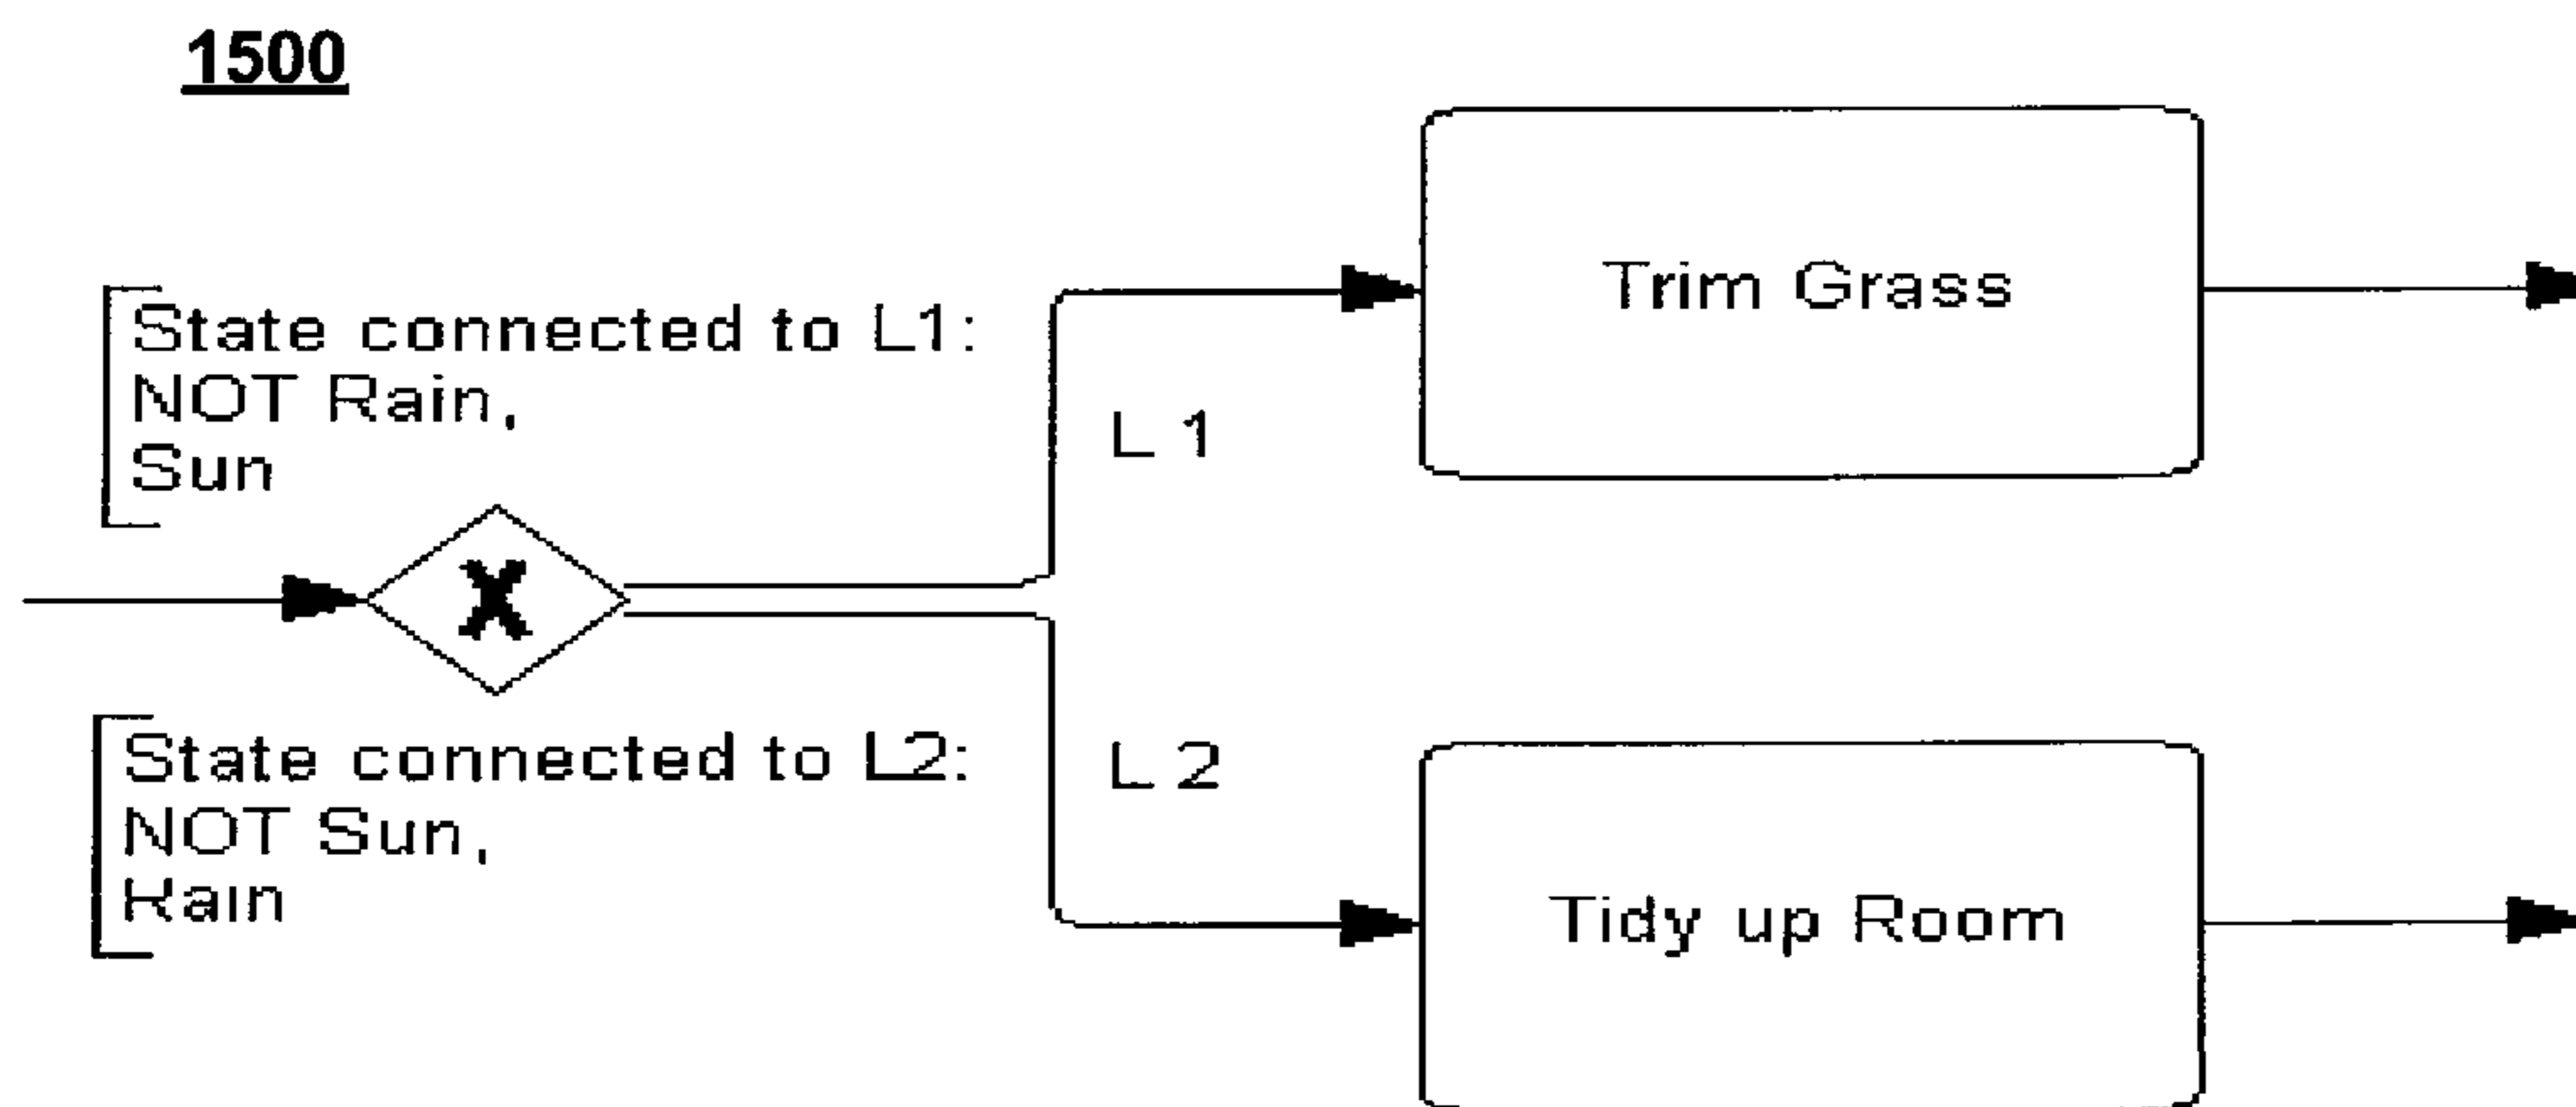 1500
State connected to L1:
NOT Rain,
Sun
L 1
Trim Grass
X
State connected to L2:
NOT Sun,
Rain
L 2
Tidy up Room